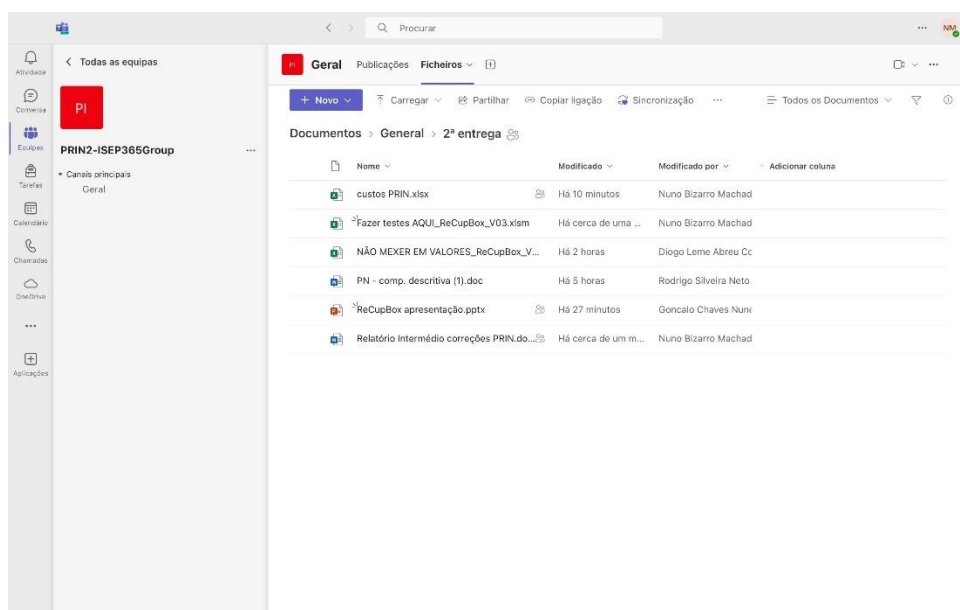 Procurar
NM
Atividade
Conversa
Equipas
Tarefas
Calendário
Chamadas
OneDrive
Aplicações
Todas as equipas
PI
PRIN2-ISEP365Group
Canais principais
Geral
PI Geral Publicações Ficheiros
+ Novo Carregar Partilhar Copiar ligação Sincronização ... Todos os Documentos
Documentos > General > 2ª entrega
Nome Modificado Modificado por + Adicionar coluna
custos PRIN.xlsx Há 10 minutos Nuno Bizarro Machad
Fazer testes AQUI_ReCupBox_V03.xlsm Há cerca de uma ... Nuno Bizarro Machad
NÃO MEXER EM VALORES_ReCupBox_V... Há 2 horas Diogo Leme Abreu Cc
PN - comp. descritiva (1).doc Há 5 horas Rodrigo Silveira Neto
ReCupBox apresentação.pptx Há 27 minutos Goncalo Chaves Nune
Relatório Intermédio correções PRIN.do... Há cerca de um m... Nuno Bizarro Machad